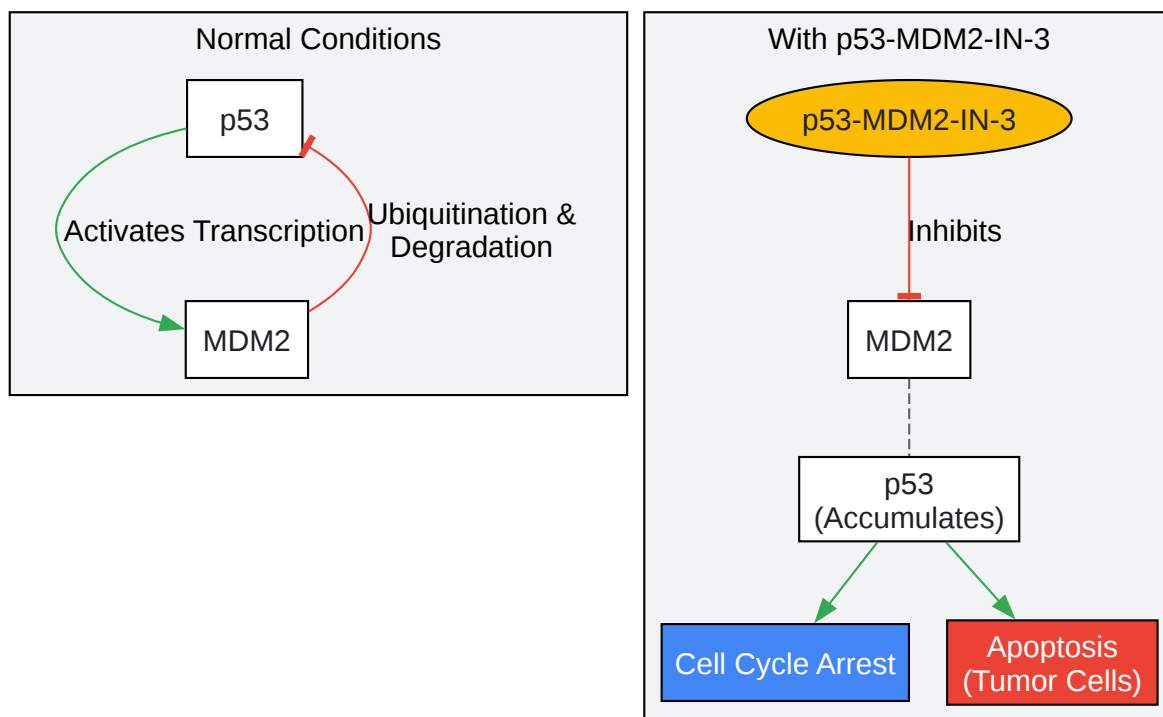 Normal Conditions
p53
Activates Transcription
Ubiquitination &
Degradation
MDM2
With p53-MDM2-IN-3
p53-MDM2-IN-3
Inhibits
MDM2
p53
(Accumulates)
Cell Cycle Arrest
Apoptosis
(Tumor Cells)